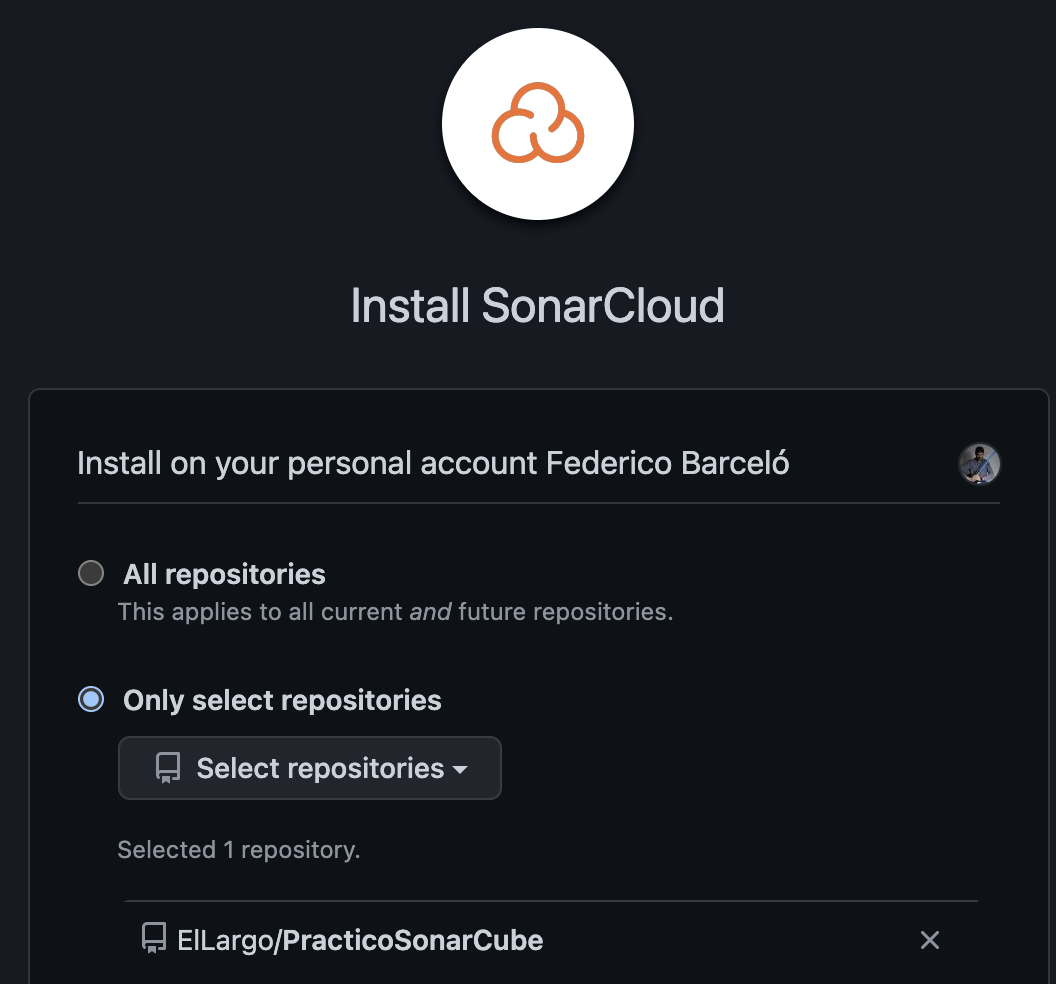 Install SonarCloud
Install on your personal account Federico Barceló
All repositories
This applies to all current and future repositories.
Only select repositories
Select repositories
Selected 1 repository.
ElLargo/PracticoSonarCube